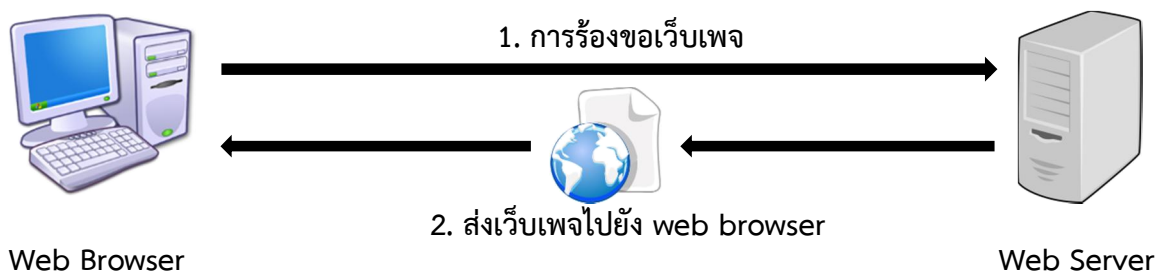 1. การร้องขอเว็บเพจ
2. ส่งเว็บเพจไปยัง web browser
Web Browser
Web Server